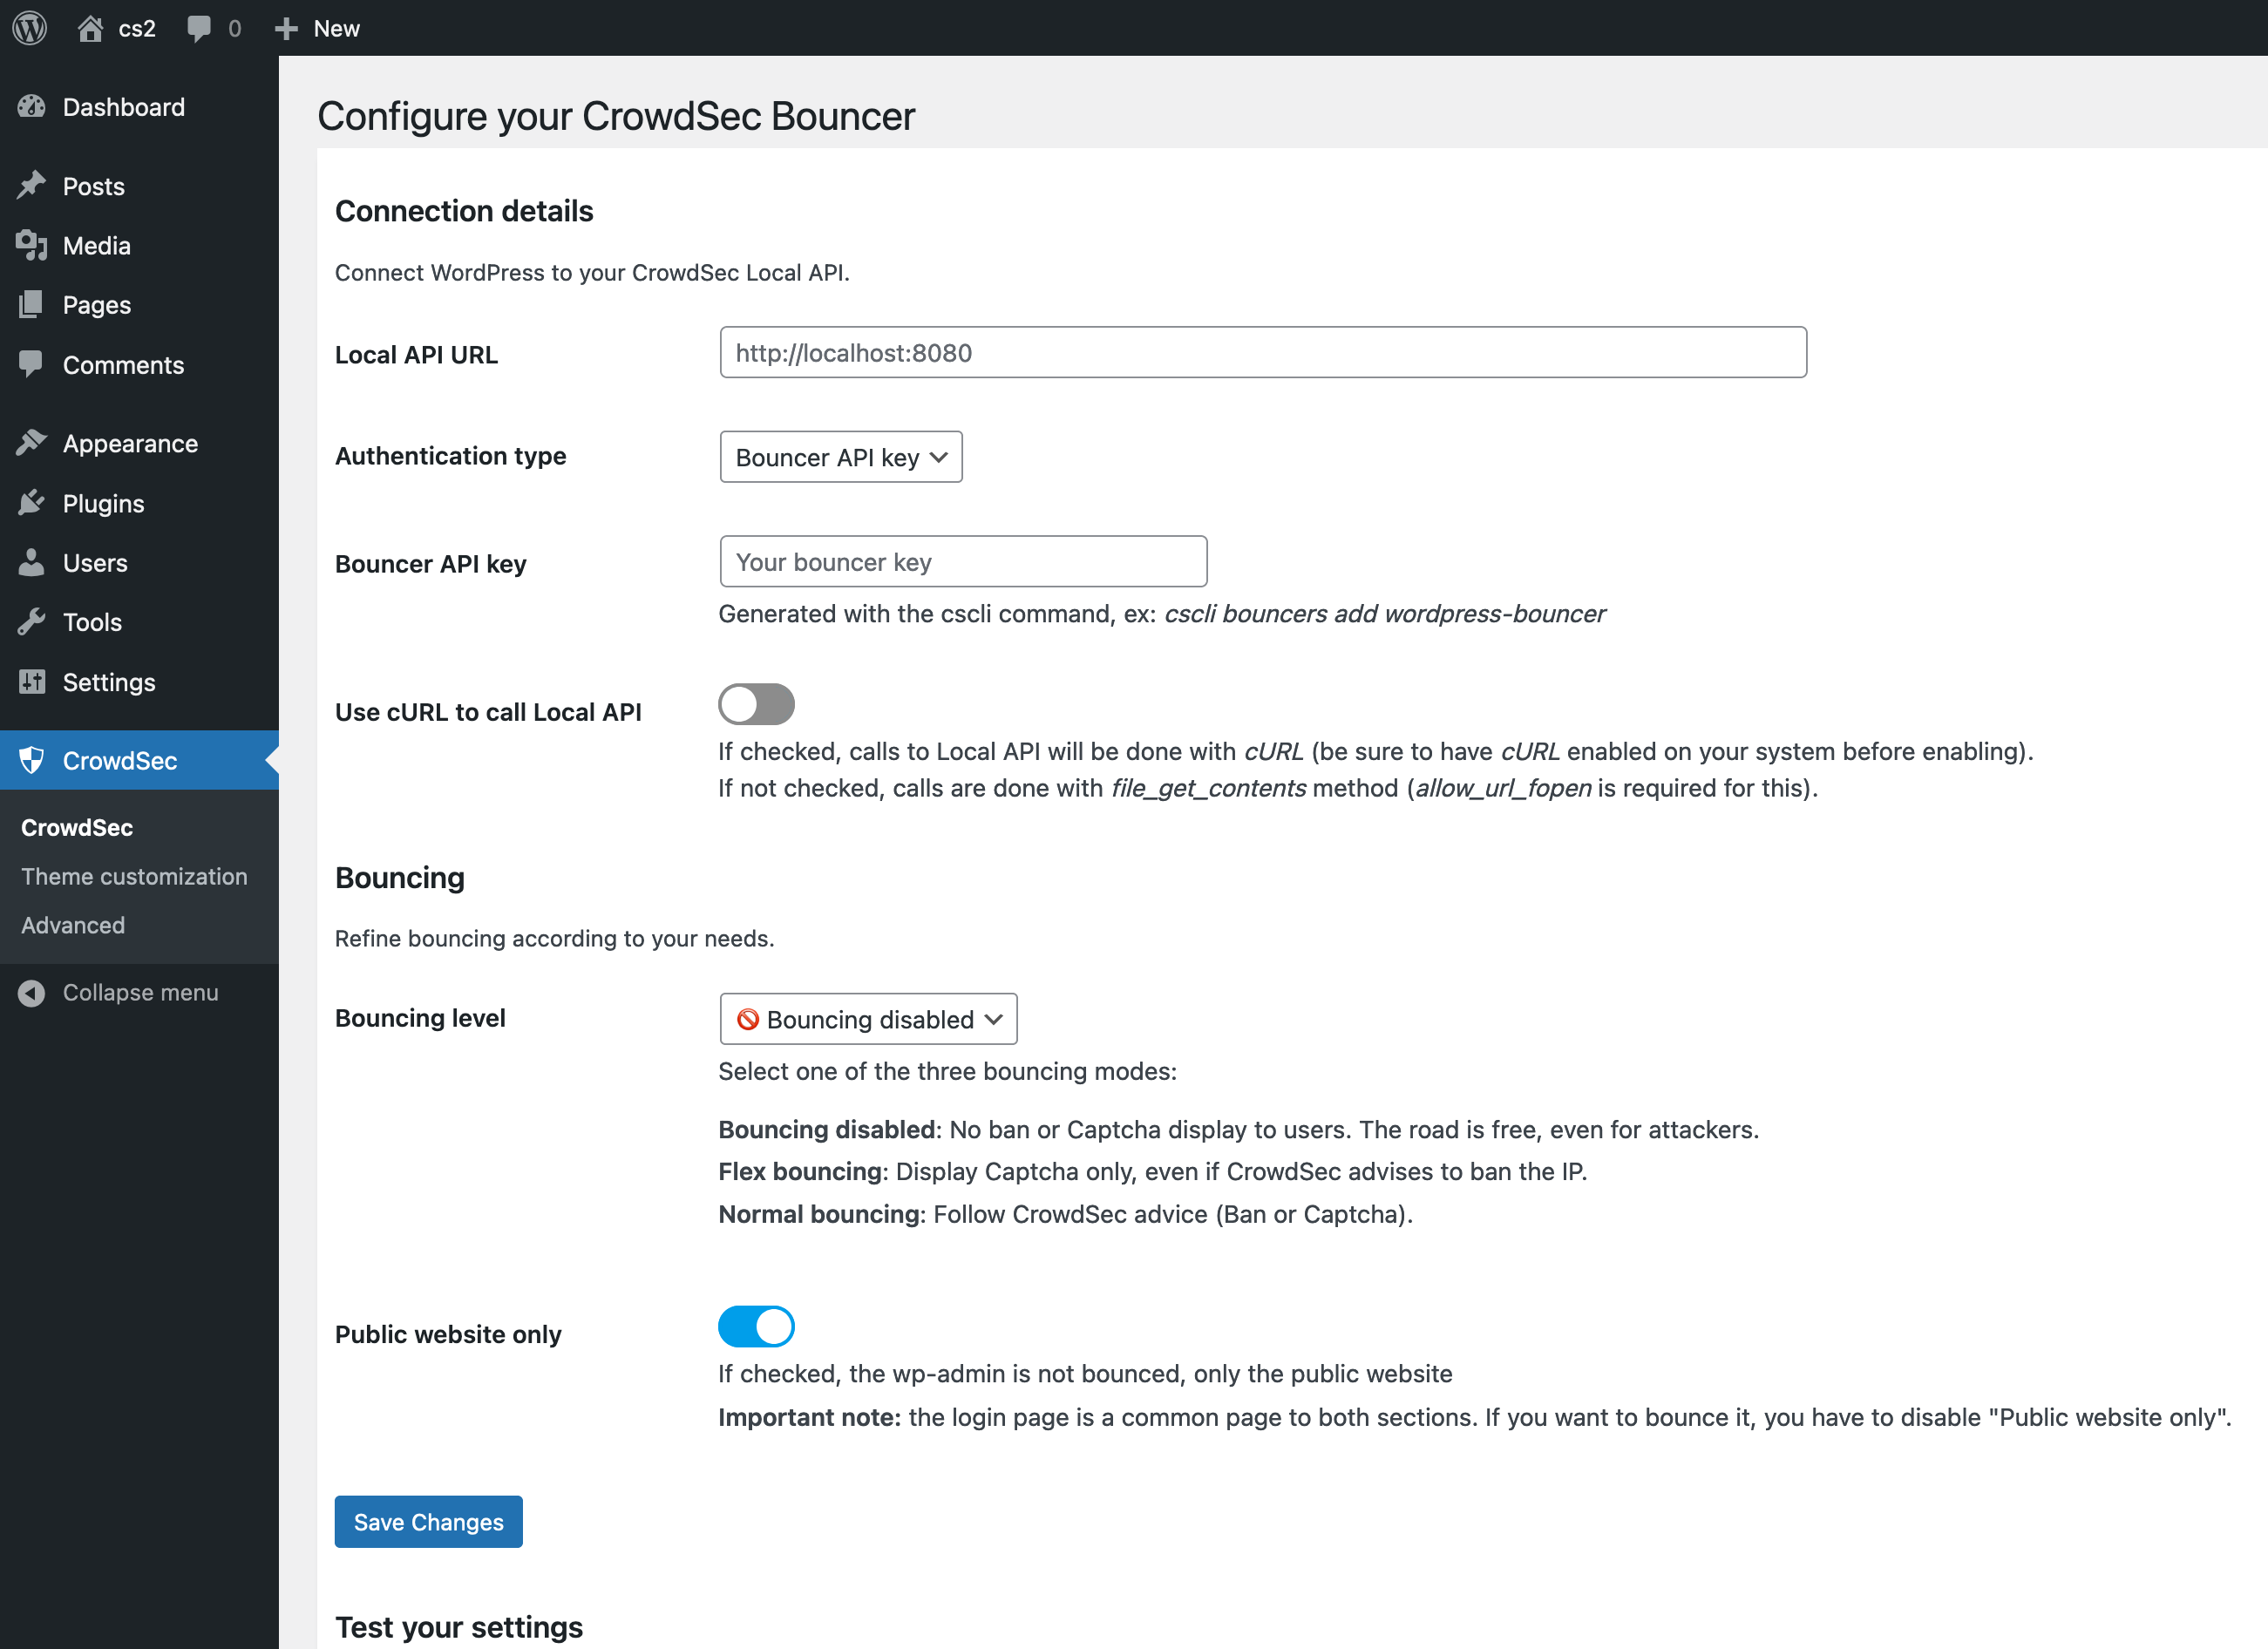 cs2
0
New
Dashboard
Posts
Media
Pages
Comments
Appearance
Plugins
Users
Tools
Settings
CrowdSec
CrowdSec
Theme customization
Advanced
Collapse menu
Configure your CrowdSec Bouncer
Connection details
Connect WordPress to your CrowdSec Local API.
Local API URL
http://localhost:8080
Authentication type
Bouncer API key
Bouncer API key
Your bouncer key
Generated with the cscli command, ex: cscli bouncers add wordpress-bouncer
Use cURL to call Local API
If checked, calls to Local API will be done with cURL (be sure to have cURL enabled on your system before enabling).
If not checked, calls are done with file_get_contents method (allow_url_fopen is required for this).
Bouncing
Refine bouncing according to your needs.
Bouncing level
🚫 Bouncing disabled
Select one of the three bouncing modes:
Bouncing disabled: No ban or Captcha display to users. The road is free, even for attackers.
Flex bouncing: Display Captcha only, even if CrowdSec advises to ban the IP.
Normal bouncing: Follow CrowdSec advice (Ban or Captcha).
Public website only
If checked, the wp-admin is not bounced, only the public website
Important note: the login page is a common page to both sections. If you want to bounce it, you have to disable "Public website only".
Save Changes
Test your settings